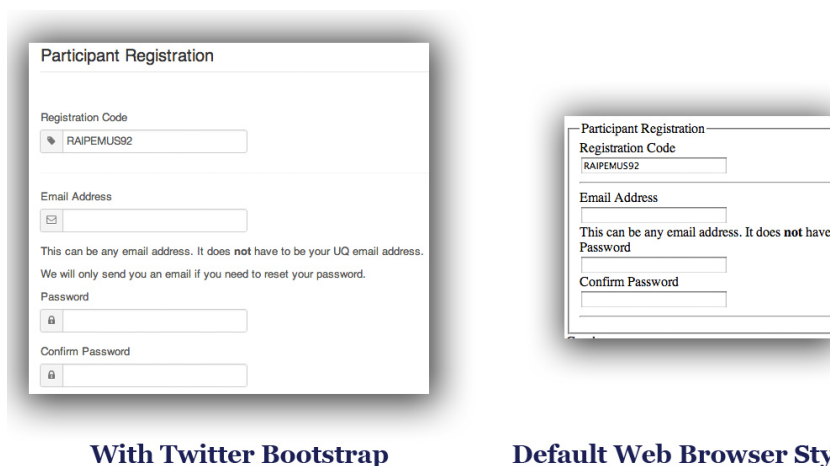 Participant Registration
Registration Code
RAIPEMUS92
Email Address
This can be any email address. It does not have to be your UQ email address.
We will only send you an email if you need to reset your password.
Password
Confirm Password
With Twitter Bootstrap
Participant Registration
Registration Code
RAIPEMUS92
Email Address
This can be any email address. It does not have
Password
Confirm Password
Default Web Browser Sty